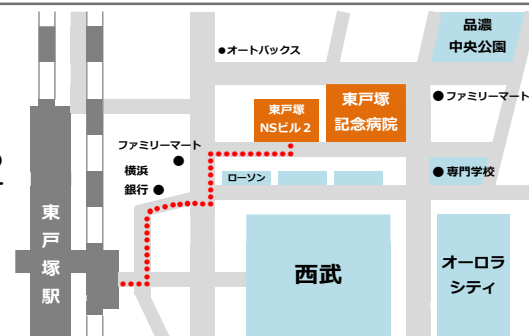 品濃
中央公園
●オートバックス
東戸塚
NSビル２
東戸塚
記念病院
●ファミリーマート
ファミリーマート
横浜
銀行
ローソン
専門学校
東戸塚駅
西武
オーロラ
シティ